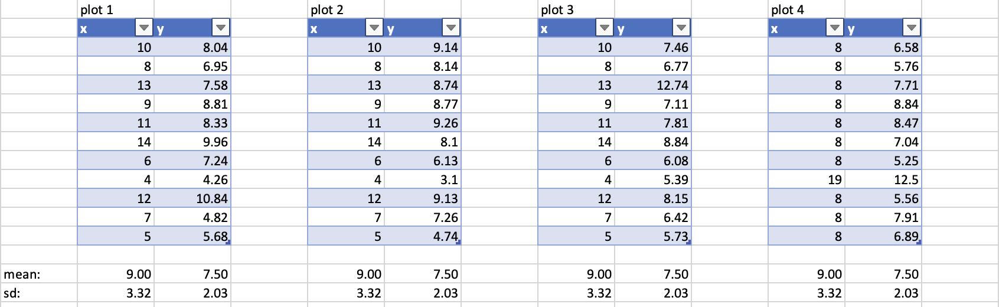 plot 1 plot 2 plot 3 plot 4
x y x y x y x y
10 8.04 10 9.14 10 7.46 8 6.58
8 6.95 8 8.14 8 6.77 8 5.76
13 7.58 13 8.74 13 12.74 8 7.71
9 8.81 9 8.77 9 7.11 8 8.84
11 8.33 11 9.26 11 7.81 8 8.47
14 9.96 14 8.1 14 8.84 8 7.04
6 7.24 6 6.13 6 6.08 8 5.25
4 4.26 4 3.1 4 5.39 19 12.5
12 10.84 12 9.13 12 8.15 8 5.56
7 4.82 7 7.26 7 6.42 8 7.91
5 5.68 5 4.74 5 5.73 8 6.89
mean: 9.00 7.50 9.00 7.50 9.00 7.50 9.00 7.50
sd: 3.32 2.03 3.32 2.03 3.32 2.03 3.32 2.03